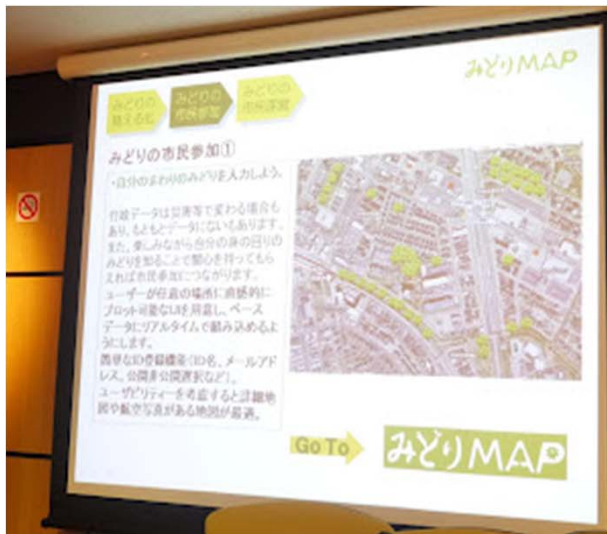 みどりMAP
みどりの
見える化
みどりの
市民参加
みどりの
市民運営
みどりの市民参加①
・自分のまわりのみどりを入力しよう。
行政データは災害等で変わる場合も
あり、もともとデータにないもあります。
また、楽しみながら自分の身の回りの
みどりを知ることで関心を持ってもら
えれば市民参加につながります。
ユーザーが任意の場所に直感的に
プロット可能なUIを用意し、ベース
データにリアルタイムで組み込めるよ
うにします。
簡単なID登録機能(ID名、メールアド
レス、公開非公開選択など)。
ユーザビリティーを考慮すると詳細地
図や航空写真がある地図が最適。
Go To
みどりMAP